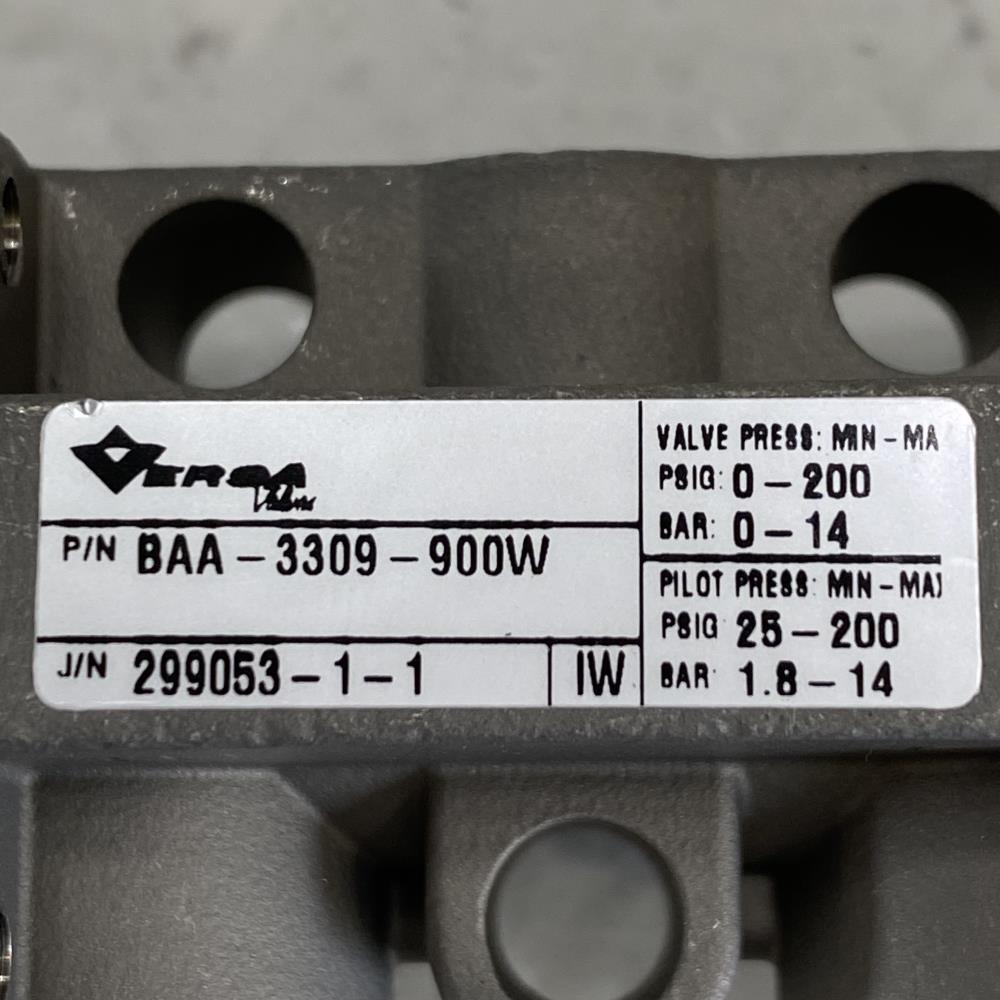 VERSA
Valves
P/N BAA-3309-900W
J/N 299053-1-1 IW
VALVE PRESS: MIN-MA
PSIG: 0-200
BAR: 0-14
PILOT PRESS: MIN-MAX
PSIG 25-200
BAR 1.8-14